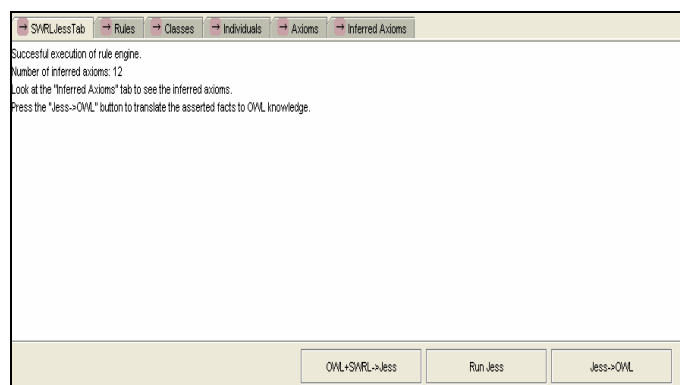 SWRLJessTab Rules Classes Individuals Axioms Inferred Axioms
Succesful execution of rule engine.
Number of inferred axioms: 12
Look at the "Inferred Axioms" tab to see the inferred axioms.
Press the "Jess->OWL" button to translate the asserted facts to OWL knowledge.
OWL+SWRL->Jess Run Jess Jess->OWL